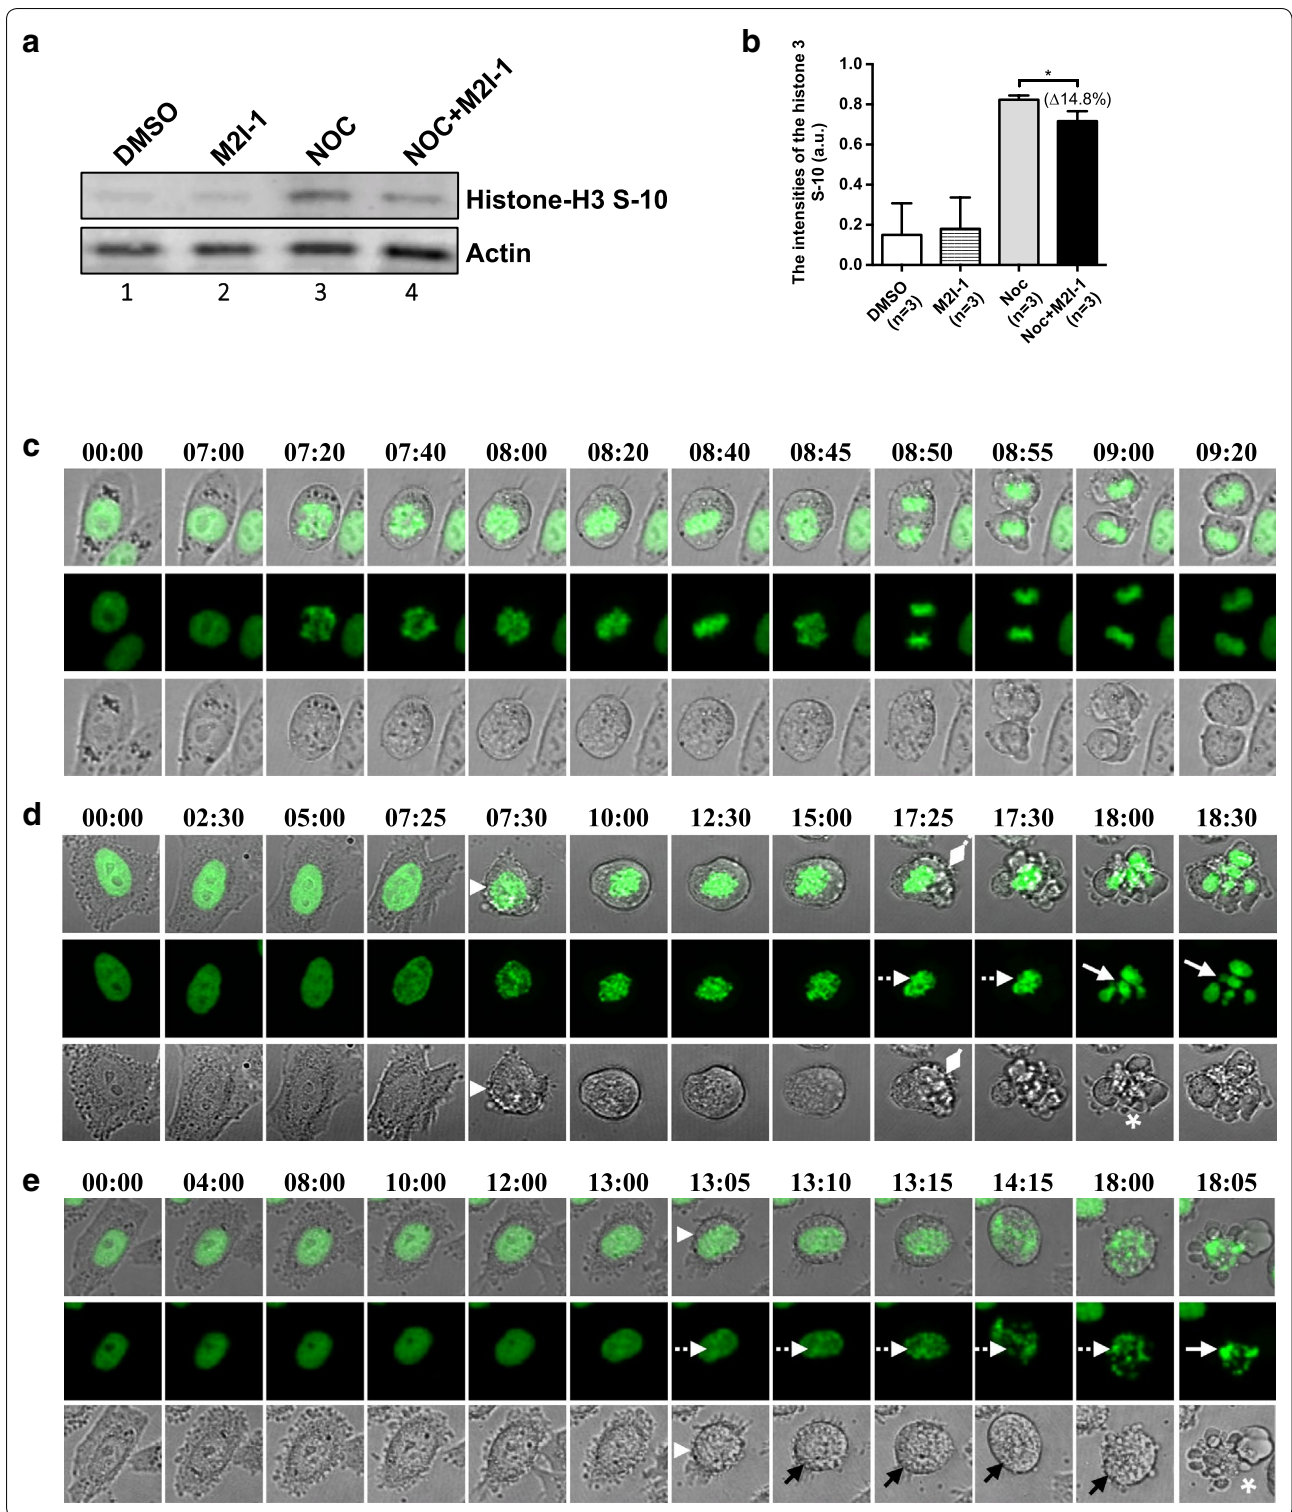 a
DMSO
M2I-1
NOC
NOC+M2I-1
Histone-H3 S-10
Actin
1 2 3 4
b
The intensities of the histone 3
S-10 (a.u.)
1.0
0.8
0.6
0.4
0.2
0.0
*
(Δ14.8%)
DMSO
(n=3)
M2I-1
(n=3)
Noc
(n=3)
Noc+M2I-1
(n=3)
c
00:00 07:00 07:20 07:40 08:00 08:20 08:40 08:45 08:50 08:55 09:00 09:20
d
00:00 02:30 05:00 07:25 07:30 10:00 12:30 15:00 17:25 17:30 18:00 18:30
*
e
00:00 04:00 08:00 10:00 12:00 13:00 13:05 13:10 13:15 14:15 18:00 18:05
*